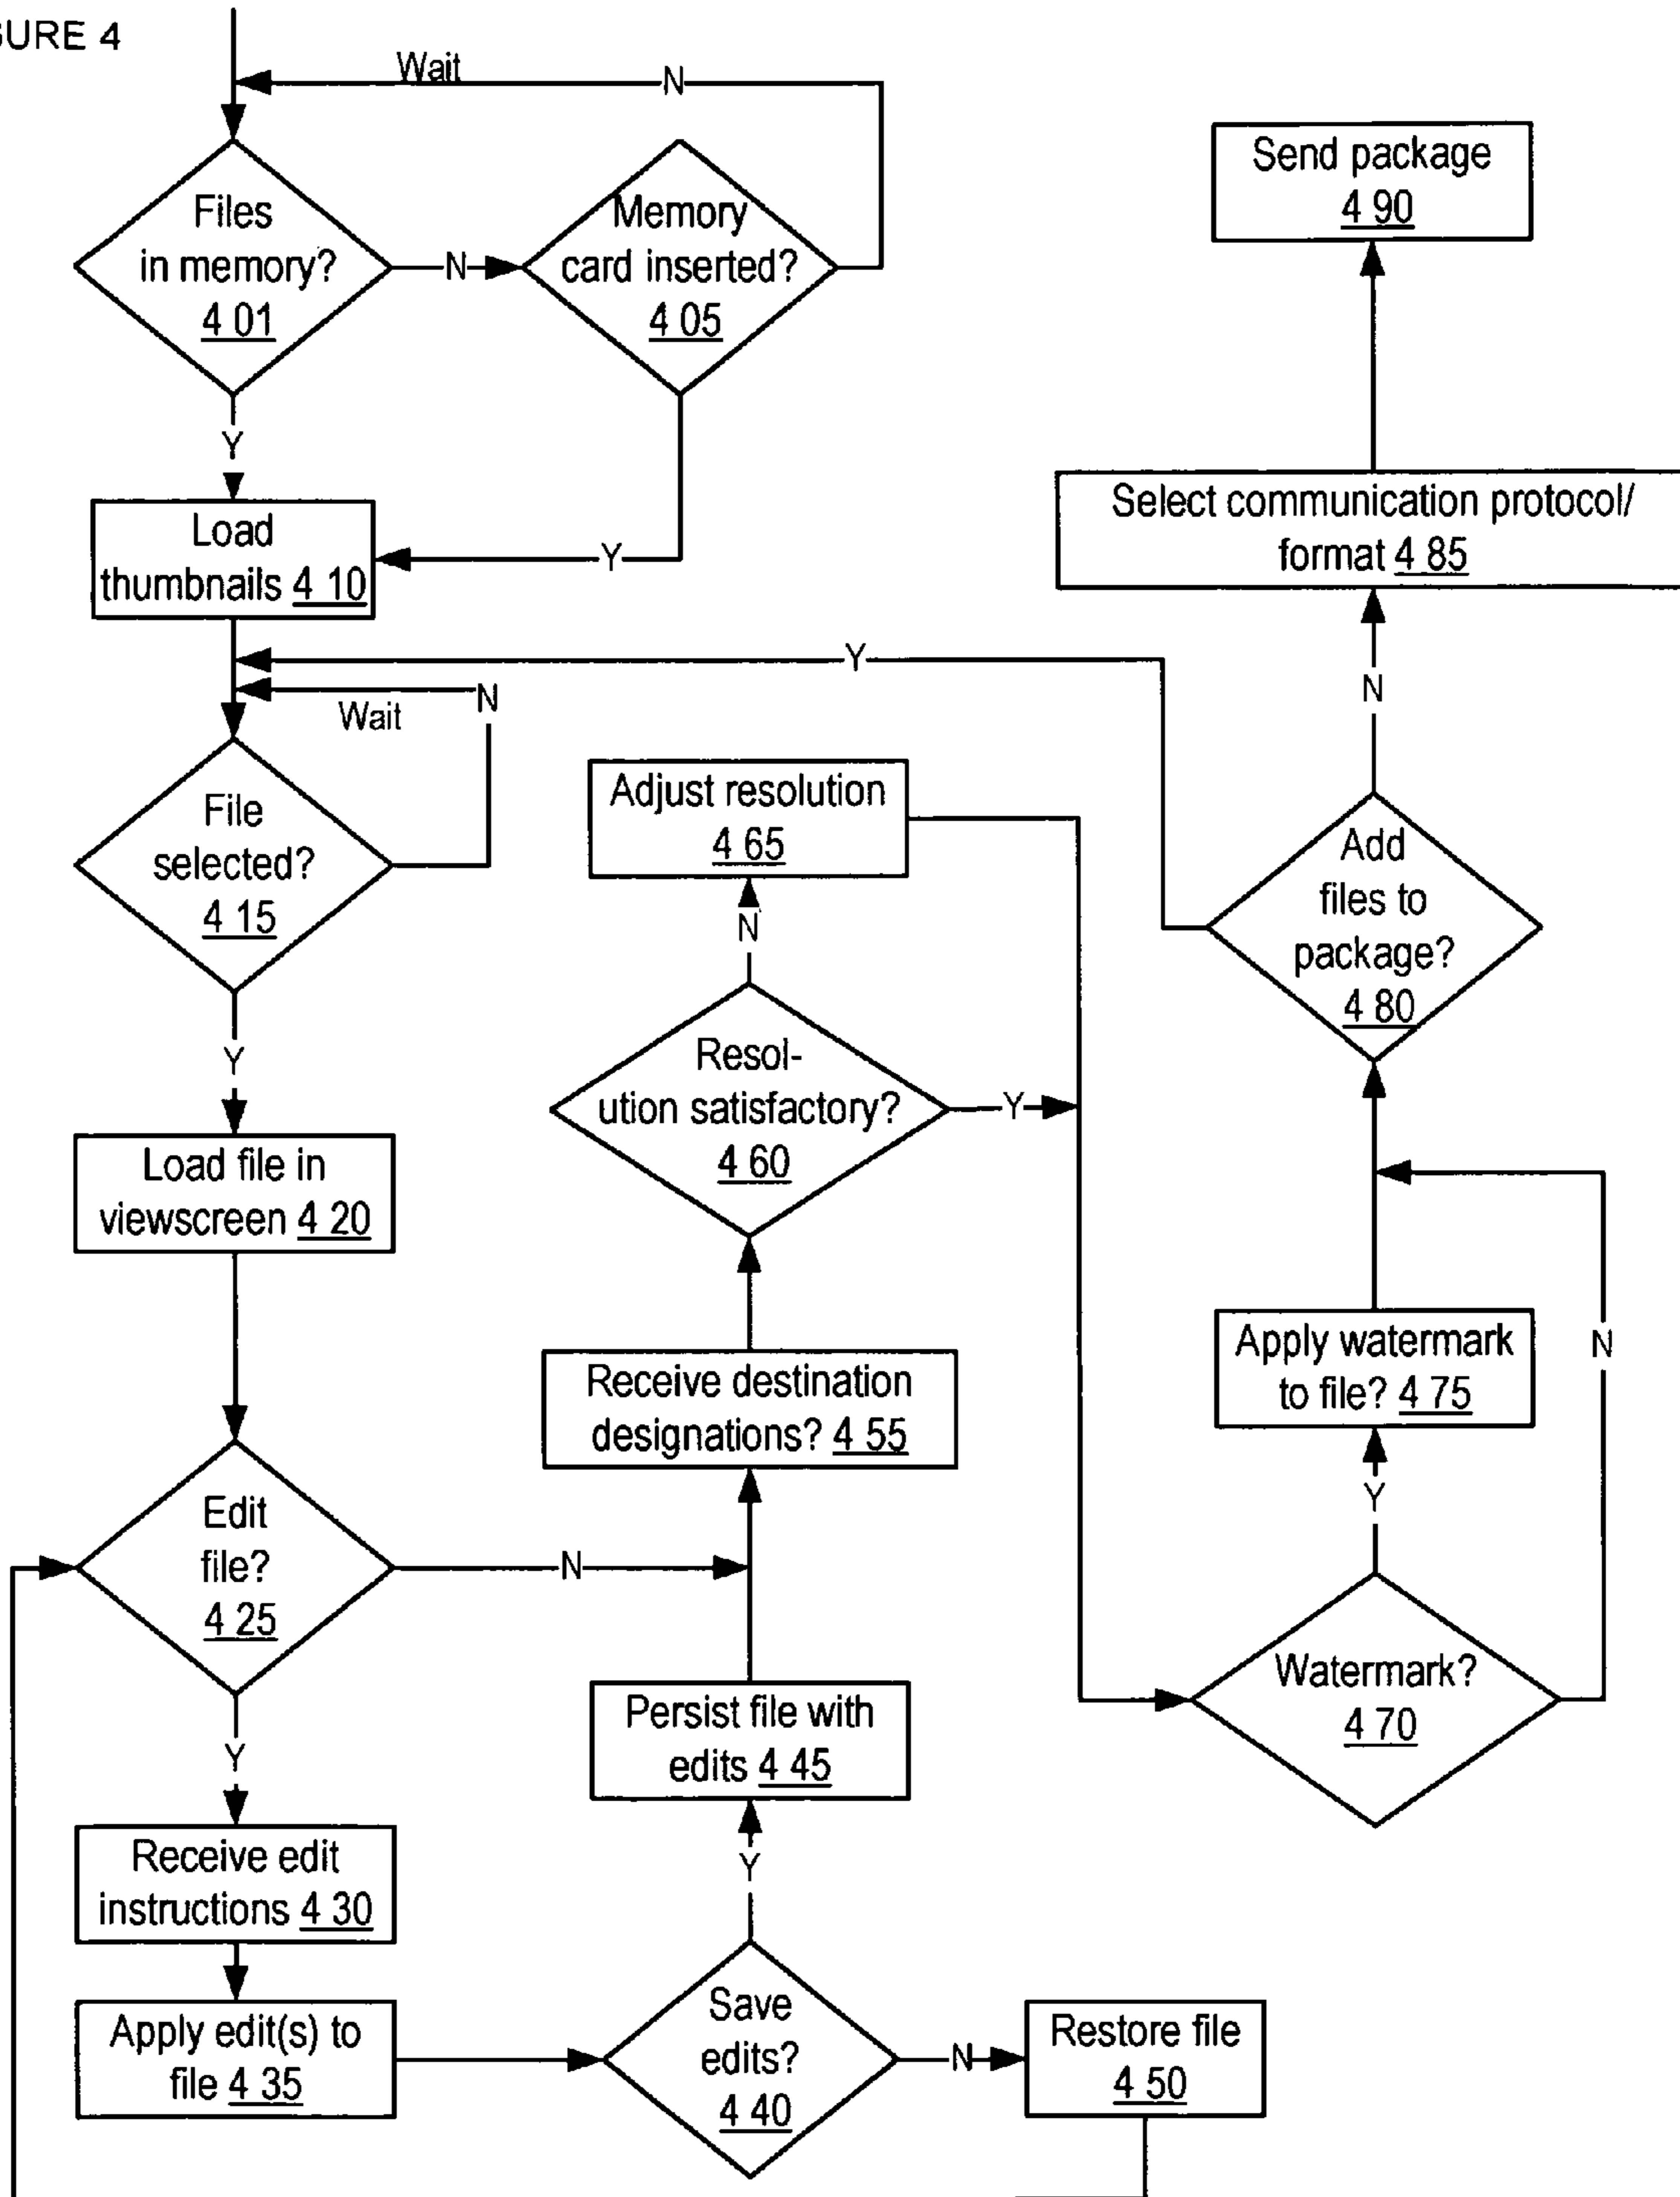 GURE 4
Wait
N
Files
in memory?
4 01
N
Memory
card inserted?
4 05
Y
Load
thumbnails 4 10
Y
Y
N
Wait
File
selected?
4 15
Y
Load file in
viewscreen 4 20
Edit
file?
4 25
N
Y
Receive edit
instructions 4 30
Apply edit(s) to
file 4 35
Save
edits?
4 40
N
Restore file
4 50
Y
Persist file with
edits 4 45
Receive destination
designations? 4 55
Resol-
ution satisfactory?
4 60
Y
N
Adjust resolution
4 65
Watermark?
4 70
Y
N
Apply watermark
to file? 4 75
Add
files to
package?
4 80
N
Select communication protocol/
format 4 85
Send package
4 90